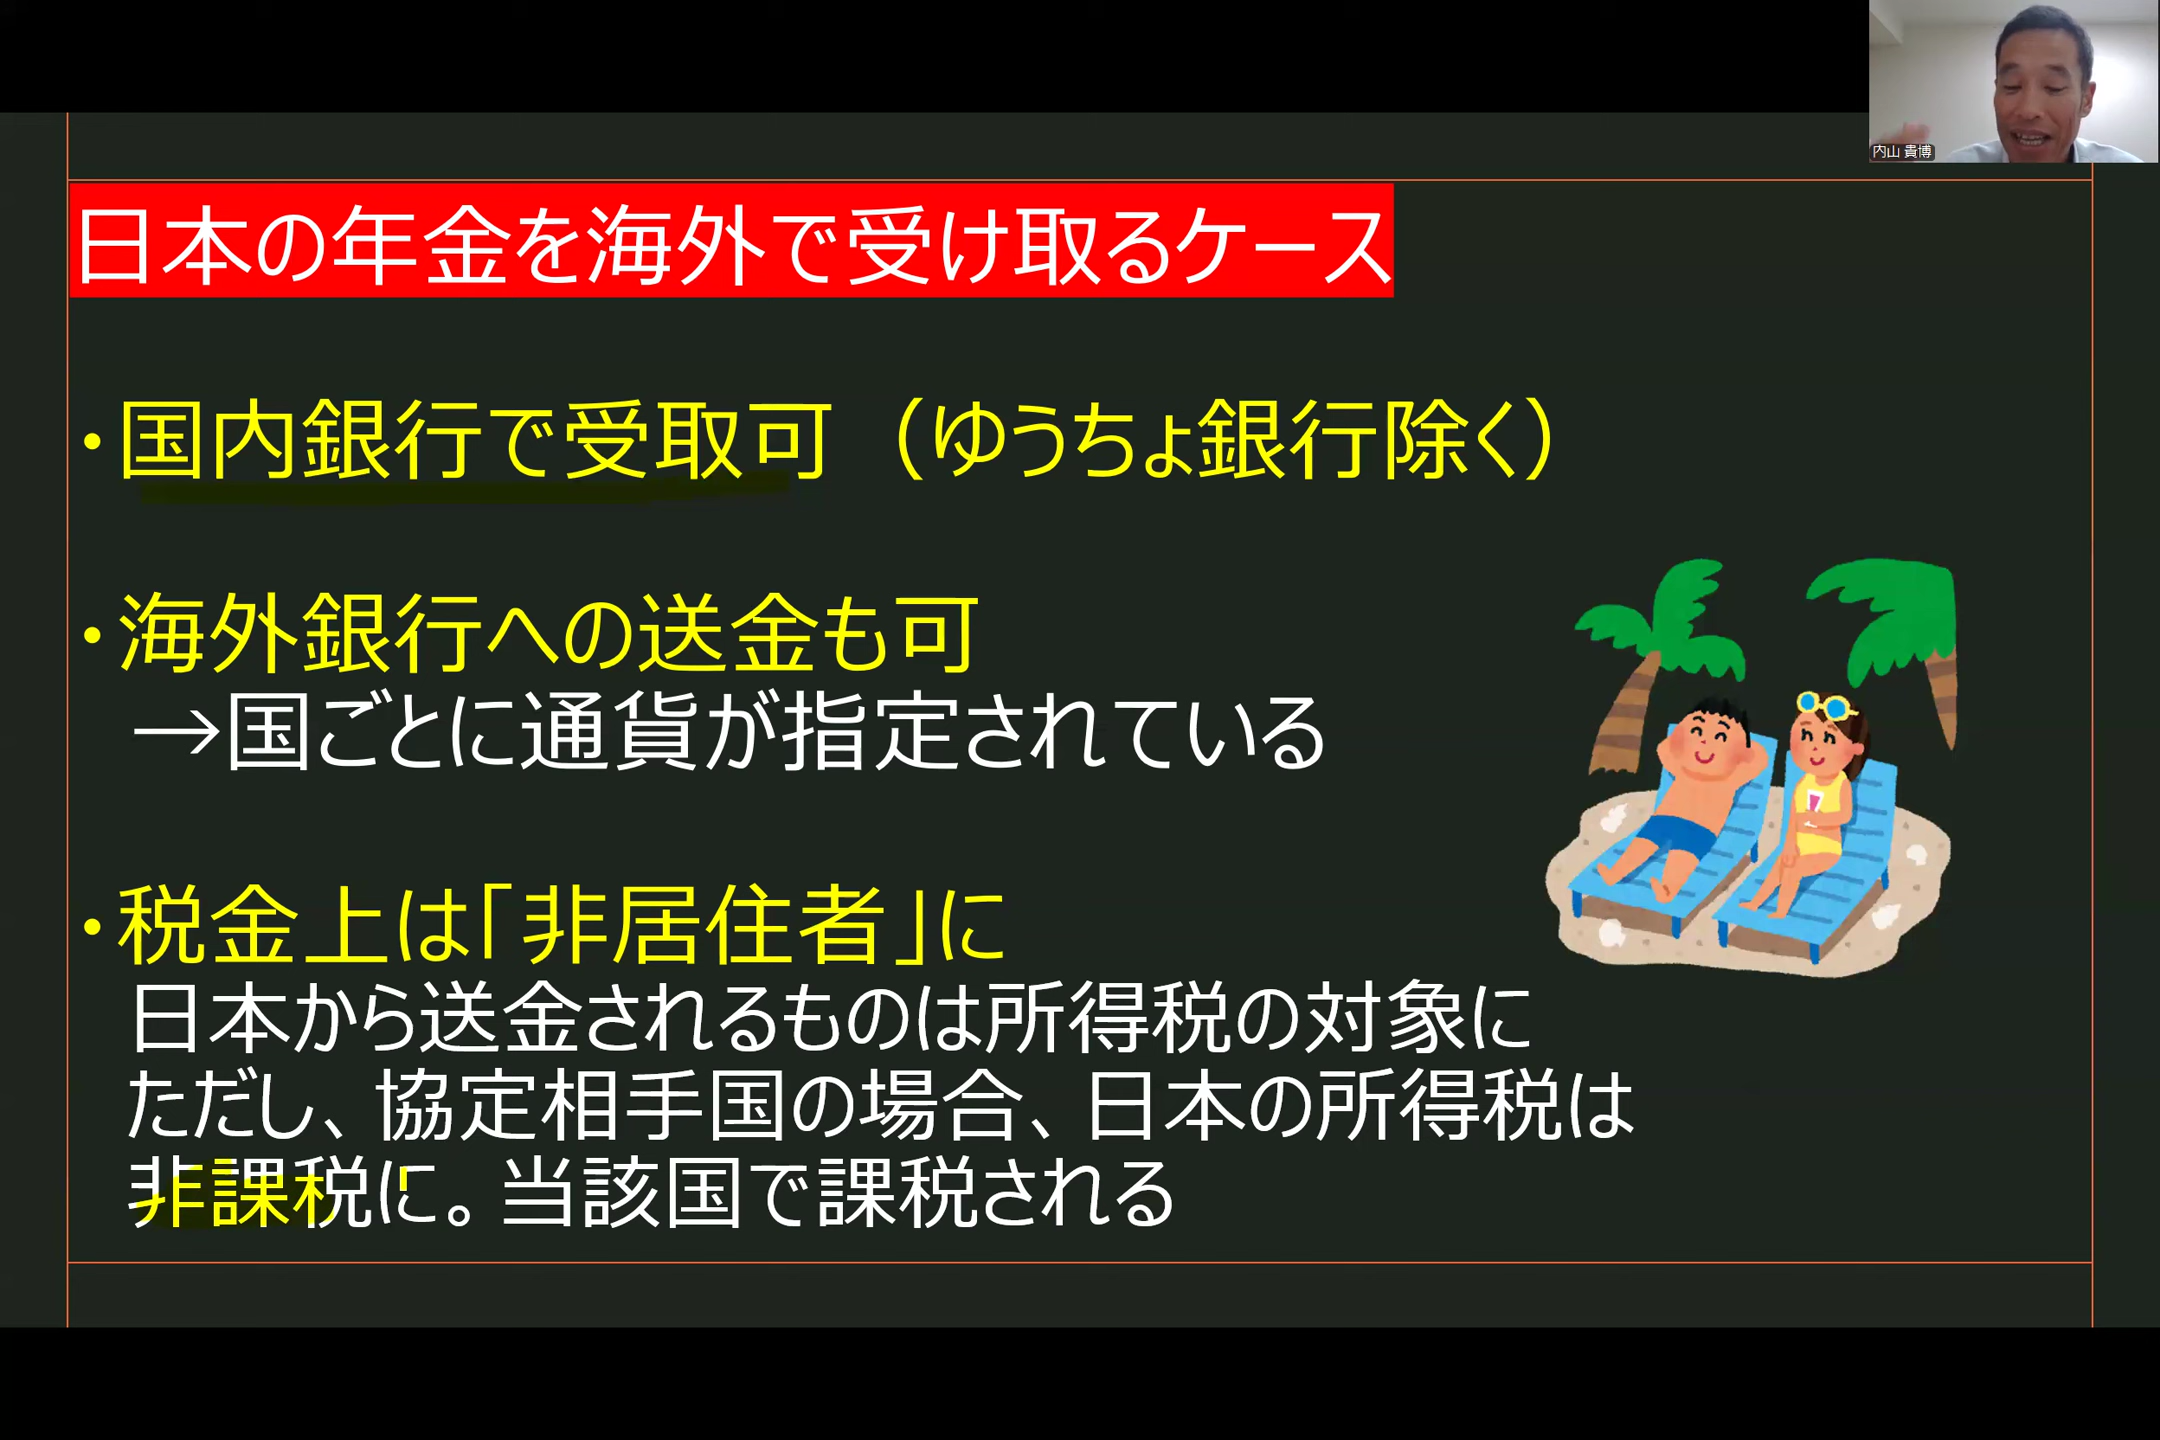 内山 貴博
日本の年金を海外で受け取るケース
・国内銀行で受取可（ゆうちょ銀行除く）
・海外銀行への送金も可
→国ごとに通貨が指定されている
・税金上は「非居住者」に
日本から送金されるものは所得税の対象に
ただし、協定相手国の場合、日本の所得税は
非課税に。当該国で課税される